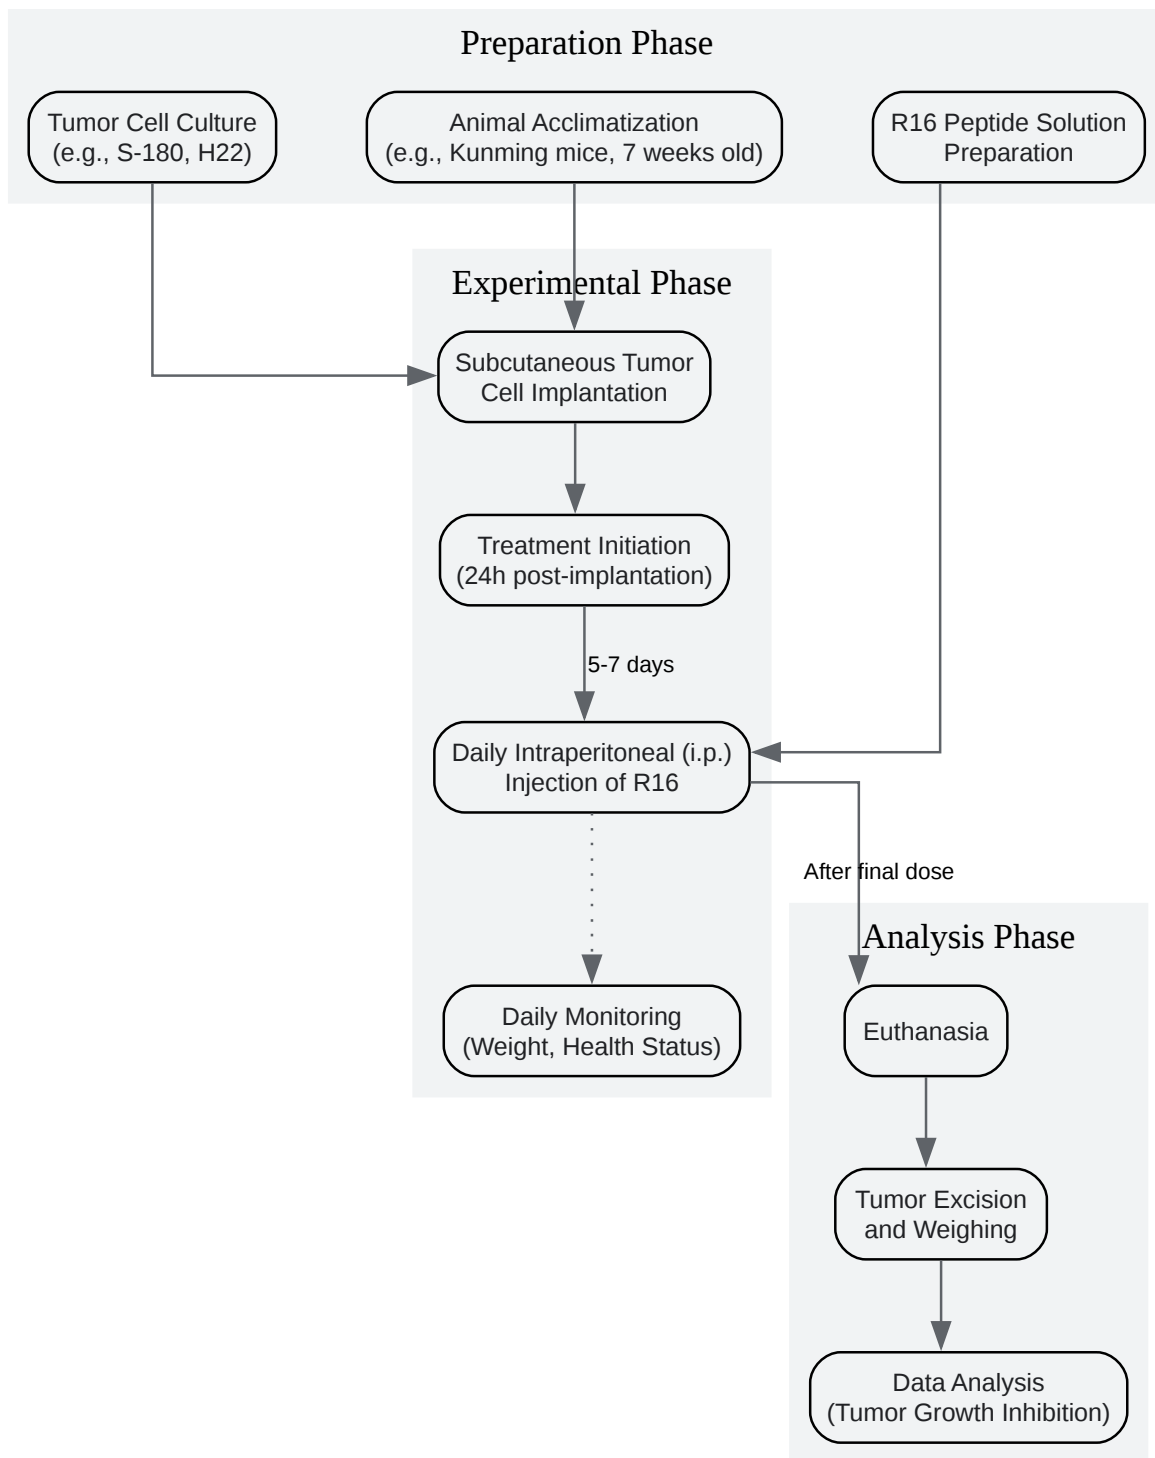 Preparation Phase
Tumor Cell Culture
(e.g., S-180, H22)
Animal Acclimatization
(e.g., Kunming mice, 7 weeks old)
R16 Peptide Solution
Preparation
Experimental Phase
Subcutaneous Tumor
Cell Implantation
Treatment Initiation
(24h post-implantation)
5-7 days
Daily Intraperitoneal (i.p.)
Injection of R16
After final dose
Daily Monitoring
(Weight, Health Status)
Analysis Phase
Euthanasia
Tumor Excision
and Weighing
Data Analysis
(Tumor Growth Inhibition)